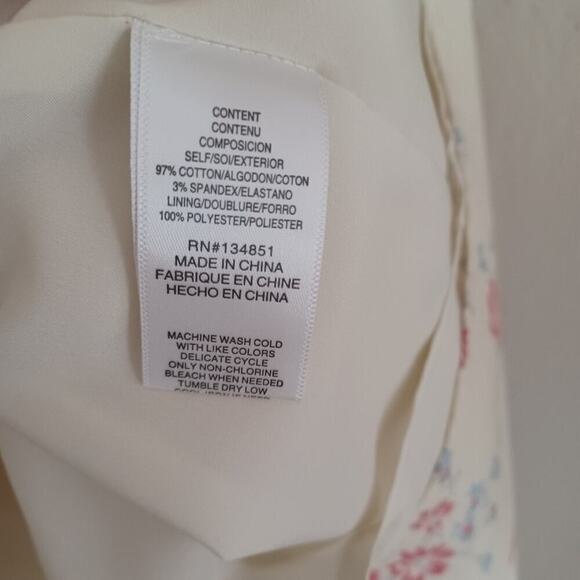 CONTENT
CONTENU
COMPOSICION
SELF/SOI/EXTERIOR
97% COTTON/ALGODON/COTON
3% SPANDEX/ELASTANO
LINING/DOUBLURE/FORRO
100% POLYESTER/POLIESTER
RN#134851
MADE IN CHINA
FABRIQUE EN CHINE
HECHO EN CHINA
MACHINE WASH COLD
WITH LIKE COLORS
DELICATE CYCLE
ONLY NON-CHLORINE
BLEACH WHEN NEEDED
TUMBLE DRY LOW